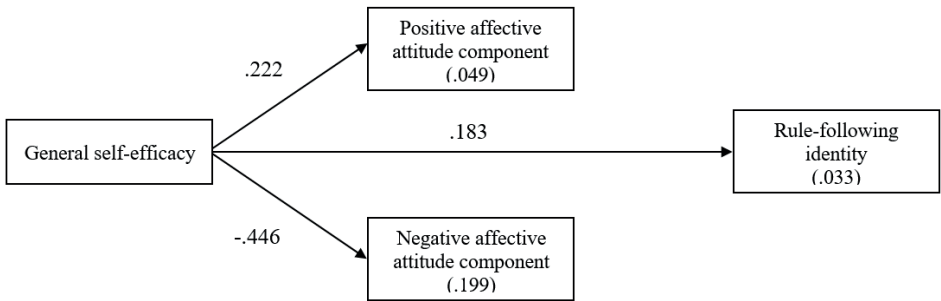 Positive affective
attitude component
(.049)
.222
General self-efficacy
.183
Rule-following
identity
(.033)
-.446
Negative affective
attitude component
(.199)